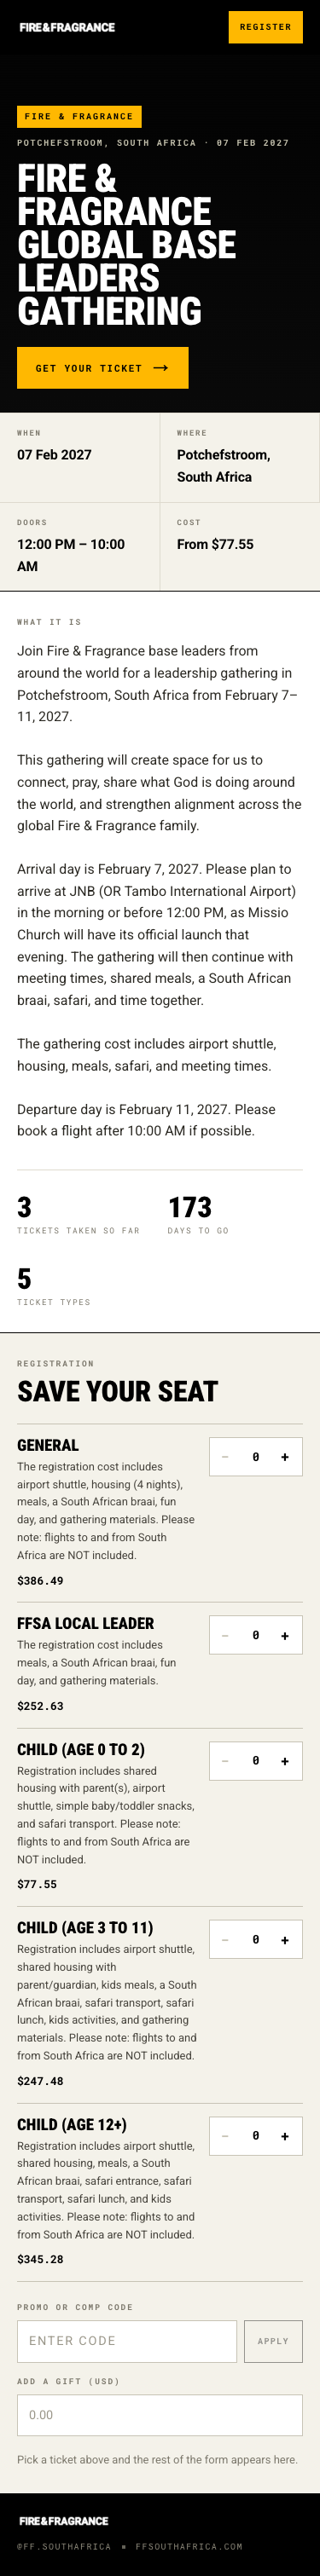 FIRE&FRAGRANCE
REGISTER
FIRE & FRAGRANCE
POTCHEFSTROOM, SOUTH AFRICA · 07 FEB 2027
FIRE &
FRAGRANCE
GLOBAL BASE
LEADERS
GATHERING
GET YOUR TICKET →
WHEN
07 Feb 2027
WHERE
Potchefstroom,
South Africa
DOORS
12:00 PM – 10:00
AM
COST
From $77.55
WHAT IT IS
Join Fire & Fragrance base leaders from
around the world for a leadership gathering in
Potchefstroom, South Africa from February 7–
11, 2027.
This gathering will create space for us to
connect, pray, share what God is doing around
the world, and strengthen alignment across the
global Fire & Fragrance family.
Arrival day is February 7, 2027. Please plan to
arrive at JNB (OR Tambo International Airport)
in the morning or before 12:00 PM, as Missio
Church will have its official launch that
evening. The gathering will then continue with
meeting times, shared meals, a South African
braai, safari, and time together.
The gathering cost includes airport shuttle,
housing, meals, safari, and meeting times.
Departure day is February 11, 2027. Please
book a flight after 10:00 AM if possible.
3
TICKETS TAKEN SO FAR
173
DAYS TO GO
5
TICKET TYPES
REGISTRATION
SAVE YOUR SEAT
GENERAL
The registration cost includes
airport shuttle, housing (4 nights),
meals, a South African braai, fun
day, and gathering materials. Please
note: flights to and from South
Africa are NOT included.
$386.49
− 0 +
FFSA LOCAL LEADER
The registration cost includes
meals, a South African braai, fun
day, and gathering materials.
$252.63
− 0 +
CHILD (AGE 0 TO 2)
Registration includes shared
housing with parent(s), airport
shuttle, simple baby/toddler snacks,
and safari transport. Please note:
flights to and from South Africa are
NOT included.
$77.55
− 0 +
CHILD (AGE 3 TO 11)
Registration includes airport shuttle,
shared housing with
parent/guardian, kids meals, a South
African braai, safari transport, safari
lunch, kids activities, and gathering
materials. Please note: flights to and
from South Africa are NOT included.
$247.48
− 0 +
CHILD (AGE 12+)
Registration includes airport shuttle,
shared housing, meals, a South
African braai, safari entrance, safari
transport, safari lunch, and kids
activities. Please note: flights to and
from South Africa are NOT included.
$345.28
− 0 +
PROMO OR COMP CODE
ENTER CODE
APPLY
ADD A GIFT (USD)
0.00
Pick a ticket above and the rest of the form appears here.
FIRE&FRAGRANCE
@FF.SOUTHAFRICA FFSOUTHAFRICA.COM